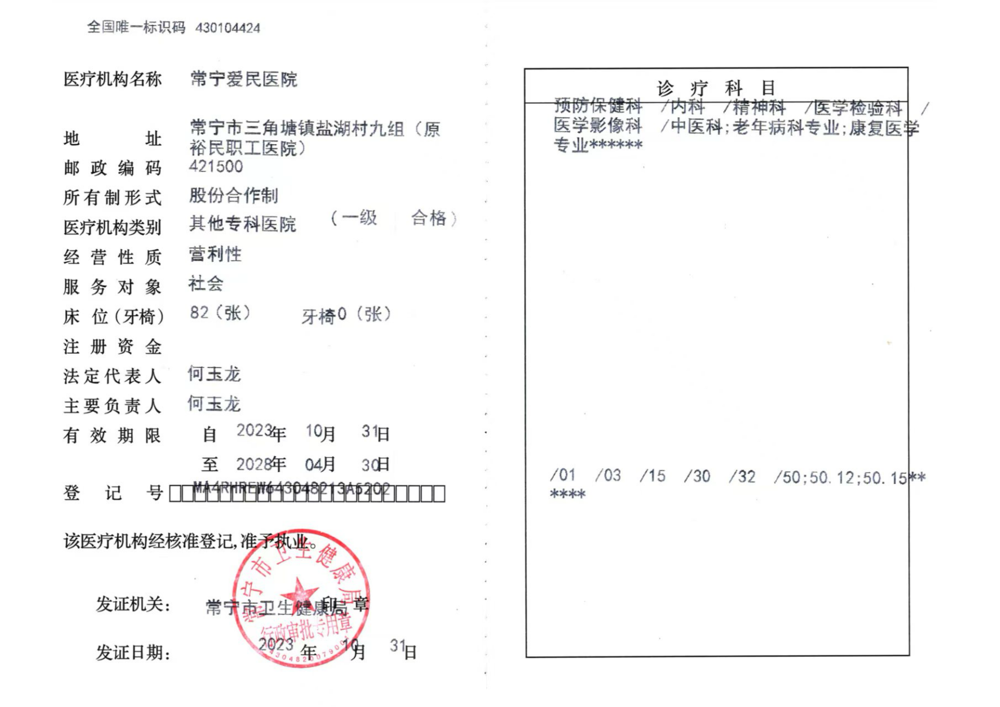 全国唯一标识码 430104424
医疗机构名称 常宁爱民医院
地址 常宁市三角塘镇盐湖村九组（原
裕民职工医院）
邮政编码 421500
所有制形式 股份合作制
医疗机构类别 其他专科医院 （一级 合格）
经营性质 营利性
服务对象 社会
床位(牙椅) 82（张） 牙椅0（张）
注册资金
法定代表人 何玉龙
主要负责人 何玉龙
有效期限 自 2023年 10月 31日
至 2028年 04月 30日
登记号 MA4RHREW643048213A5202
该医疗机构经核准登记,准予执业。
发证机关： 常宁市卫生健康局 印章
发证日期： 2023年 10月 31日
常宁市卫生健康局
行政审批专用章
4304820079001
诊疗科目
预防保健科 /内科 /精神科 /医学检验科 /
医学影像科 /中医科;老年病科专业;康复医学
专业******
/01 /03 /15 /30 /32 /50;50.12;50.15**
****